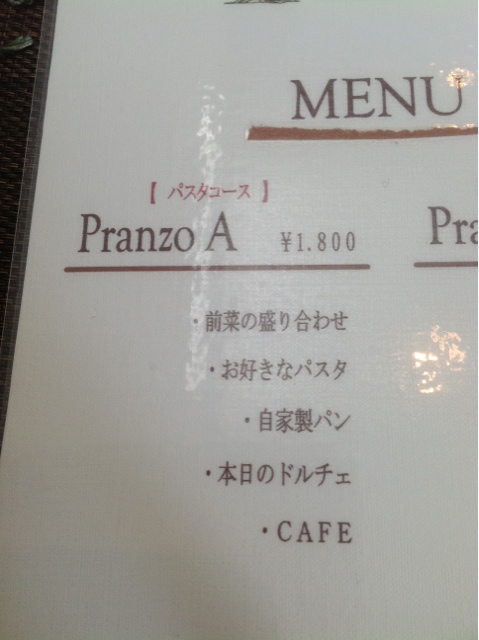 MENU
【 パスタコース 】
Pranzo A ¥1.800
・前菜の盛り合わせ
・お好きなパスタ
・自家製パン
・本日のドルチェ
・CAFE